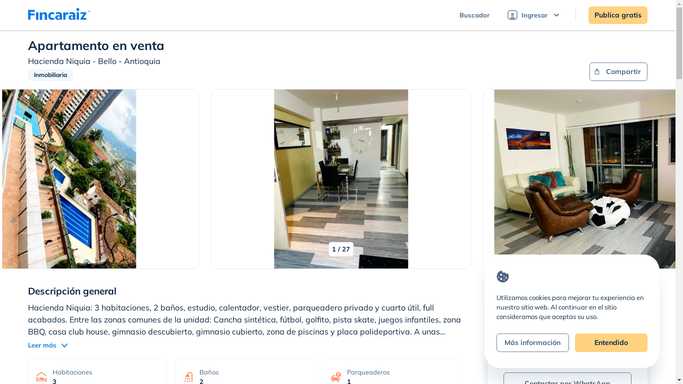 Fincaraiz
Buscador
Ingresar
Publica gratis
Apartamento en venta
Hacienda Niquia - Bello - Antioquia
Inmobiliaria
Compartir
1 / 27
Descripción general
Hacienda Niquia: 3 habitaciones, 2 baños, estudio, calentador, vestier, parqueadero privado y cuarto útil, full
acabados. Entre las zonas comunes de la unidad: Cancha sintética, fútbol, golfito, pista skate, juegos infantiles, zona
BBQ, casa club house, gimnasio descubierto, gimnasio cubierto, zona de piscinas y placa polideportiva. A unas...
Leer más
Habitaciones
3
Baños
2
Parqueaderos
1
Utilizamos cookies para mejorar tu experiencia en
nuestro sitio web. Al continuar en el sitio
consideramos que aceptas su uso.
Más información
Entendido
Contactar por WhatsApp